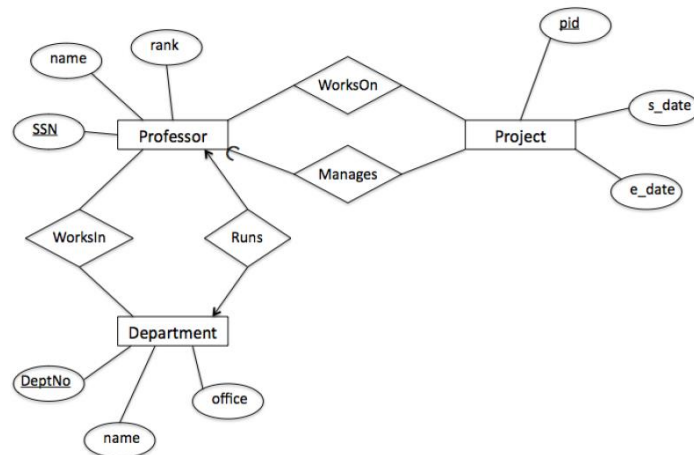 pid
rank
name
WorksOn
s_date
SSN
Professor
Project
Manages
e_date
WorksIn
Runs
Department
DeptNo
office
name